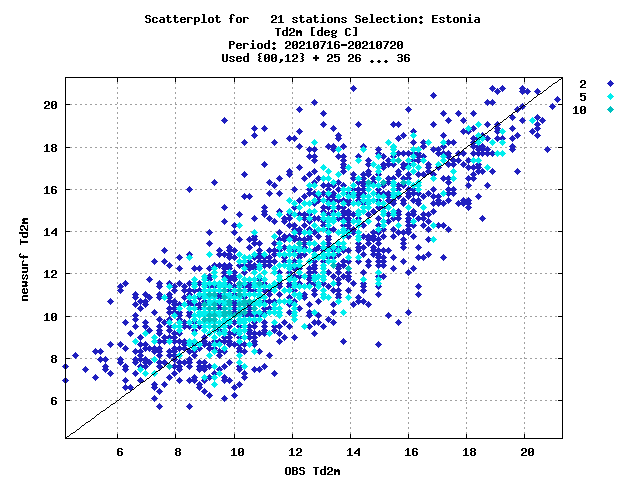 Scatterplot for   21 stations Selection: Estonia
Td2m [deg C]
Period: 20210716-20210720
Used {00,12} + 25 26 ... 36
2
5
10
20
18
16
14
12
10
8
6
newsurf Td2m
6 8 10 12 14 16 18 20
OBS Td2m